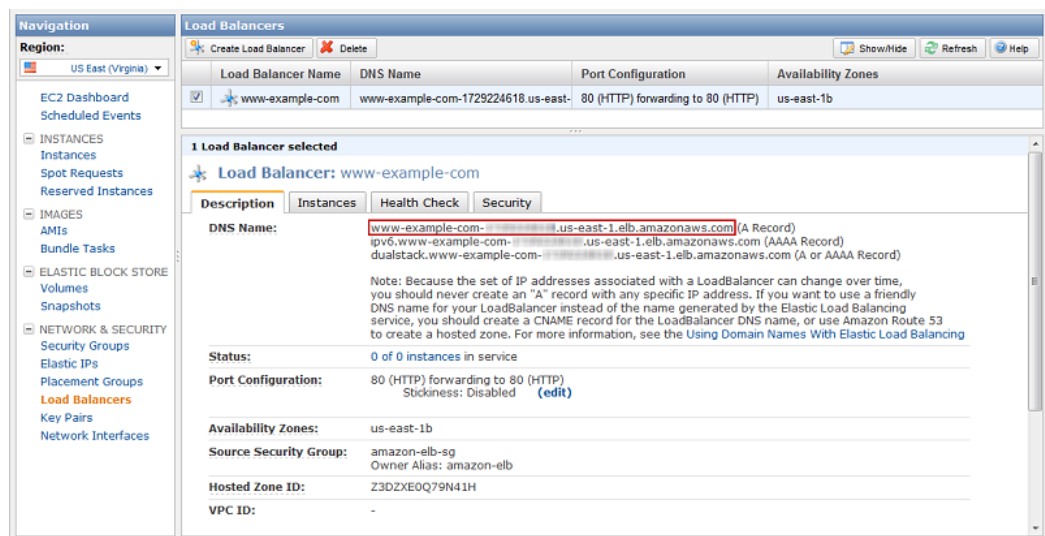 Navigation
Region:
US East (Virginia)
EC2 Dashboard
Scheduled Events
INSTANCES
Instances
Spot Requests
Reserved Instances
IMAGES
AMIs
Bundle Tasks
ELASTIC BLOCK STORE
Volumes
Snapshots
NETWORK & SECURITY
Security Groups
Elastic IPs
Placement Groups
Load Balancers
Key Pairs
Network Interfaces
Load Balancers
Create Load Balancer Delete Show/Hide Refresh Help
Load Balancer Name DNS Name Port Configuration Availability Zones
www-example-com www-example-com-1729224618.us-east- 80 (HTTP) forwarding to 80 (HTTP) us-east-1b
1 Load Balancer selected
Load Balancer: www-example-com
Description Instances Health Check Security
DNS Name: www-example-com- .us-east-1.elb.amazonaws.com (A Record)
ipv6.www-example-com- .us-east-1.elb.amazonaws.com (AAAA Record)
dualstack.www-example-com- .us-east-1.elb.amazonaws.com (A or AAAA Record)
Note: Because the set of IP addresses associated with a LoadBalancer can change over time,
you should never create an "A" record with any specific IP address. If you want to use a friendly
DNS name for your LoadBalancer instead of the name generated by the Elastic Load Balancing
service, you should create a CNAME record for the LoadBalancer DNS name, or use Amazon Route 53
to create a hosted zone. For more information, see the Using Domain Names With Elastic Load Balancing
Status: 0 of 0 instances in service
Port Configuration: 80 (HTTP) forwarding to 80 (HTTP)
Stickiness: Disabled (edit)
Availability Zones: us-east-1b
Source Security Group: amazon-elb-sg
Owner Alias: amazon-elb
Hosted Zone ID: Z3DZXE0Q79N41H
VPC ID: -